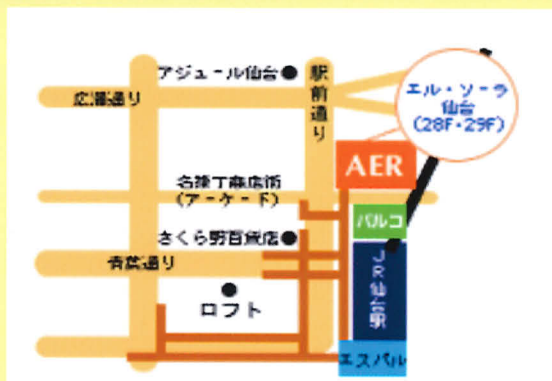 アジュール仙台
駅前通り
エル・ソーラ
仙台
(28F・29F)
広瀬通り
AER
名掛丁商店街
(アーケード)
パルコ
さくら野百貨店
青葉通り
JR仙台駅
ロフト
エスパル